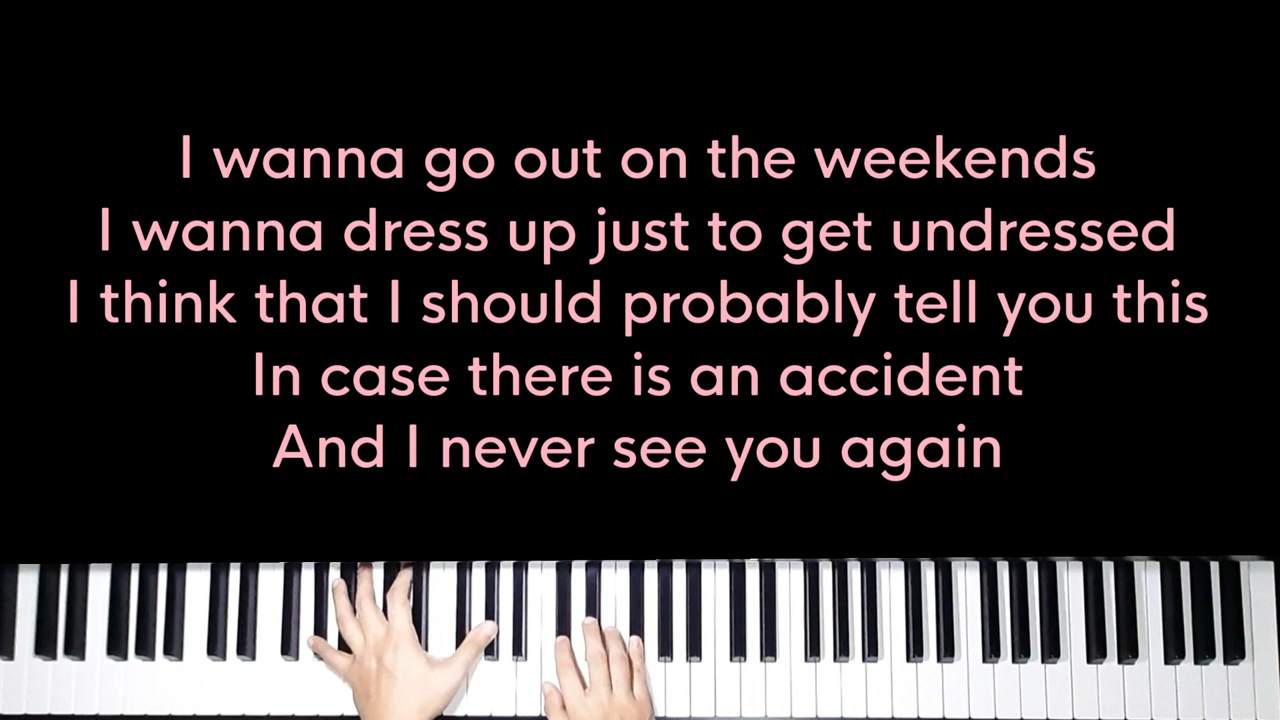 I wanna go out on the weekends
I wanna dress up just to get undressed
I think that I should probably tell you this
In case there is an accident
And I never see you again